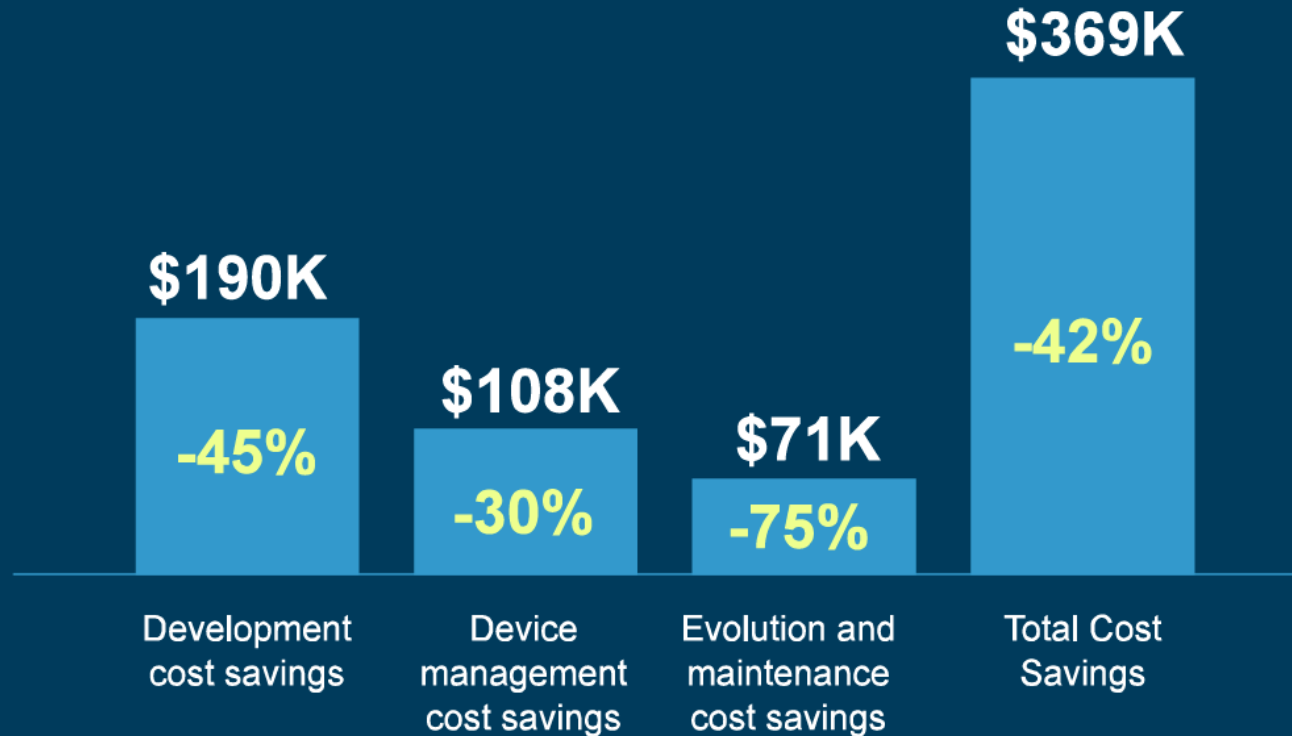 $369K
$190K
-42%
$108K
$71K
-45%
-30%
-75%
Development
cost savings
Device
management
cost savings
Evolution and
maintenance
cost savings
Total Cost
Savings